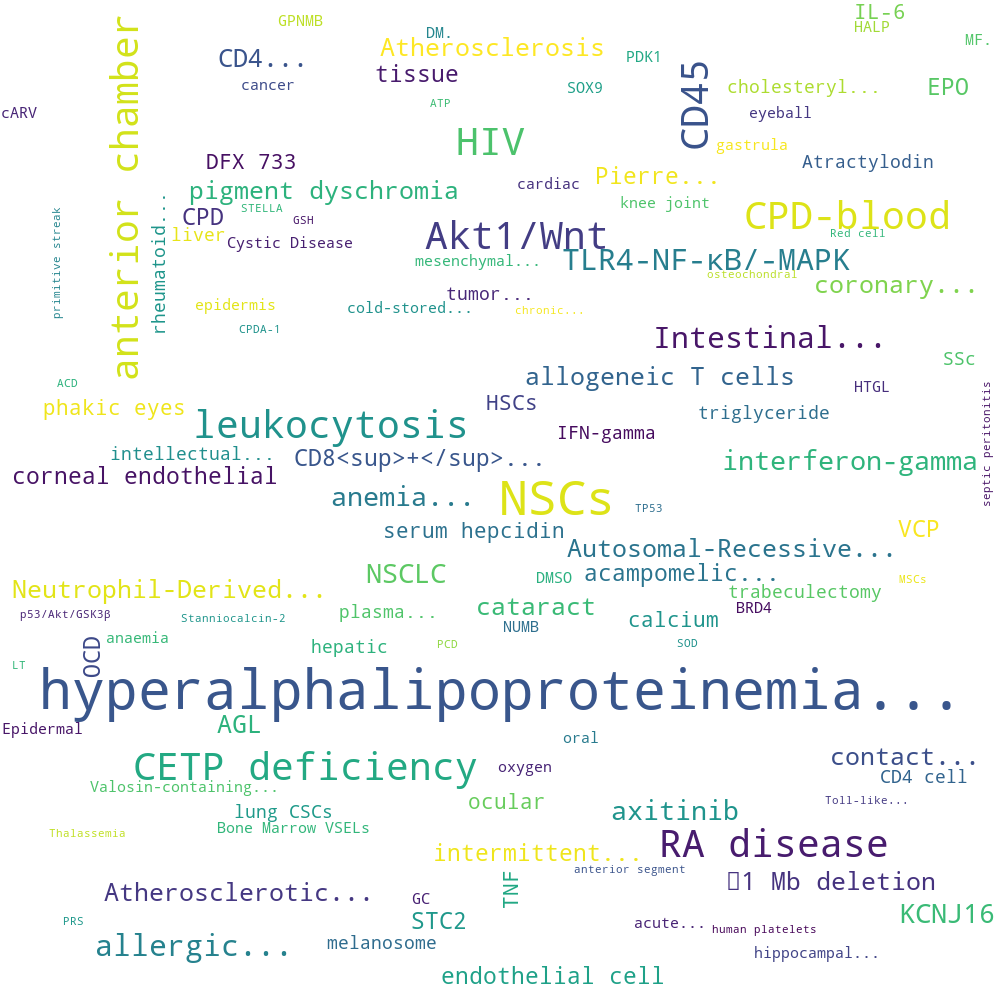 IL-6
GPNMB
HALP
DM.
MF.
Atherosclerosis
CD4...
PDK1
tissue
cancer
SOX9
cholesteryl...
EPO
ATP
CD45
cARV
eyeball
anterior chamber
HIV
gastrula
DFX 733
Atractylodin
Pierre...
cardiac
pigment dyschromia
knee joint
STELLA
CPD
GSH
CPD-blood
liver
Red cell
Akt1/Wnt
Cystic Disease
primitive streak
rheumatoid...
mesenchymal...
TLR4-NF-κB/-MAPK
osteochondral
coronary...
tumor...
epidermis
cold-stored...
chronic...
CPDA-1
Intestinal...
SSc
allogeneic T cells
ACD
HTGL
HSCs
phakic eyes
triglyceride
leukocytosis
IFN-gamma
septic peritonitis
intellectual...
CD8<sup>+</sup>...
interferon-gamma
corneal endothelial
anemia...
NSCs
TP53
serum hepcidin
VCP
Autosomal-Recessive...
NSCLC
DMSO
acampomelic...
MSCs
Neutrophil-Derived...
trabeculectomy
p53/Akt/GSK3β
Stanniocalcin-2
plasma...
cataract
BRD4
calcium
NUMB
anaemia
hepatic
PCD
SOD
OCD
LT
hyperalphalipoproteinemia...
Epidermal
AGL
oral
CETP deficiency
oxygen
contact...
CD4 cell
Valosin-containing...
ocular
Toll-like...
lung CSCs
axitinib
Bone Marrow VSELs
Thalassemia
RA disease
intermittent...
anterior segment
1 Mb deletion
Atherosclerotic...
TNF
GC
KCNJ16
PRS
STC2
acute...
human platelets
allergic...
melanosome
hippocampal...
endothelial cell